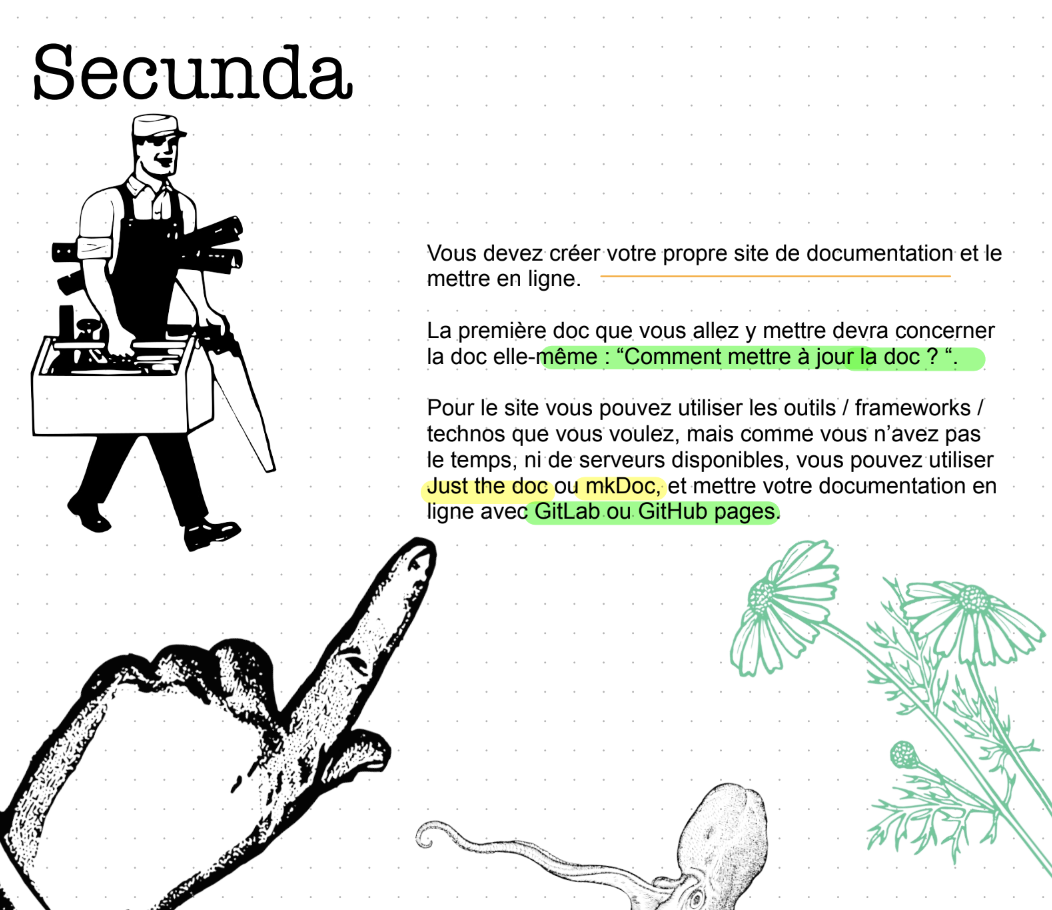 Secunda
Vous devez créer votre propre site de documentation et le
mettre en ligne.
La première doc que vous allez y mettre devra concerner
la doc elle-même : “Comment mettre à jour la doc ? “.
Pour le site vous pouvez utiliser les outils / frameworks /
technos que vous voulez, mais comme vous n’avez pas
le temps, ni de serveurs disponibles, vous pouvez utiliser
Just the doc ou mkDoc, et mettre votre documentation en
ligne avec GitLab ou GitHub pages.